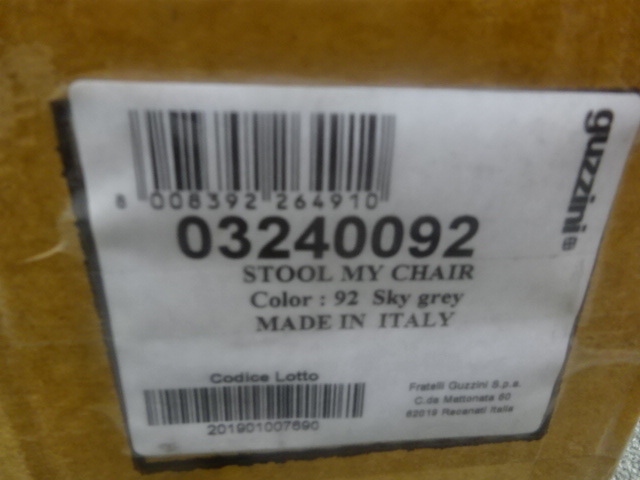 guzzini
8 008392 264910
03240092
STOOL MY CHAIR
Color : 92 Sky grey
MADE IN ITALY
Codice Lotto
201901007690
Fratelli Guzzini S.p.a.
C.da Mattonata 60
62019 Recanati Italia